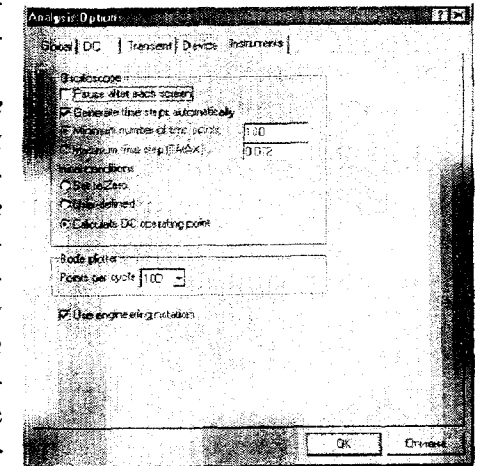 Analysis Options
Global DC Transient Device Instruments
Oscilloscope
Pause after each screen
Generate time steps automatically
Minimum number of time points 100
Maximum time step [TMAX]
Initial conditions
Set to Zero
User-defined
Calculate DC operating point
Bode plotter
Points per cycle 100
Use engineering notation
OK Отмена